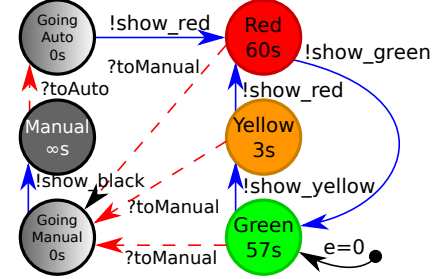 Going
Auto
0s
!show_red
Red
60s
!show_green
?toManual
?toAuto
!show_red
Manual
∞s
Yellow
3s
!show_black
!show_yellow
?toManual
Going
Manual
0s
Green
57s
e=0
?toManual